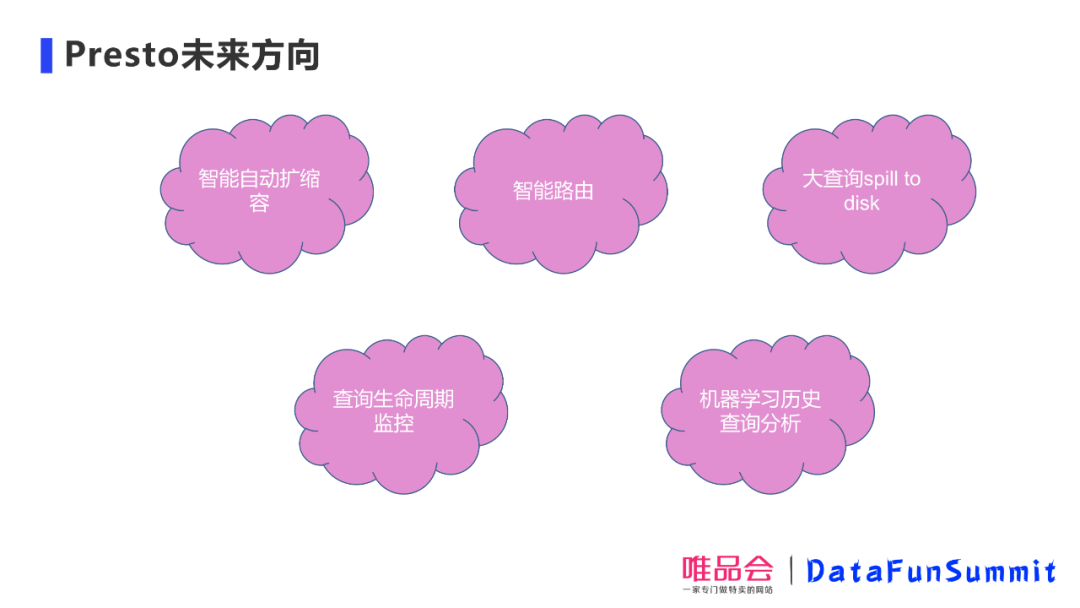 Presto未来方向
智能自动扩缩
容
智能路由
大查询spill to
disk
查询生命周期
监控
机器学习历史
查询分析
唯品会
一家专门做特卖的网站
DataFunSummit